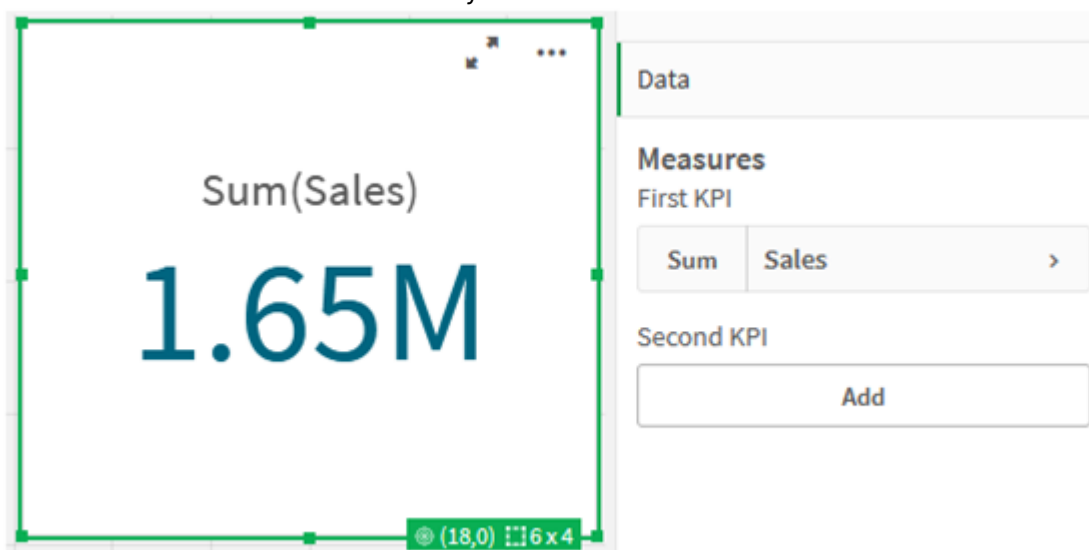 Data
Measures
First KPI
Sum(Sales)
Sum Sales
1.65M
Second KPI
Add
(18,0) 6 x 4